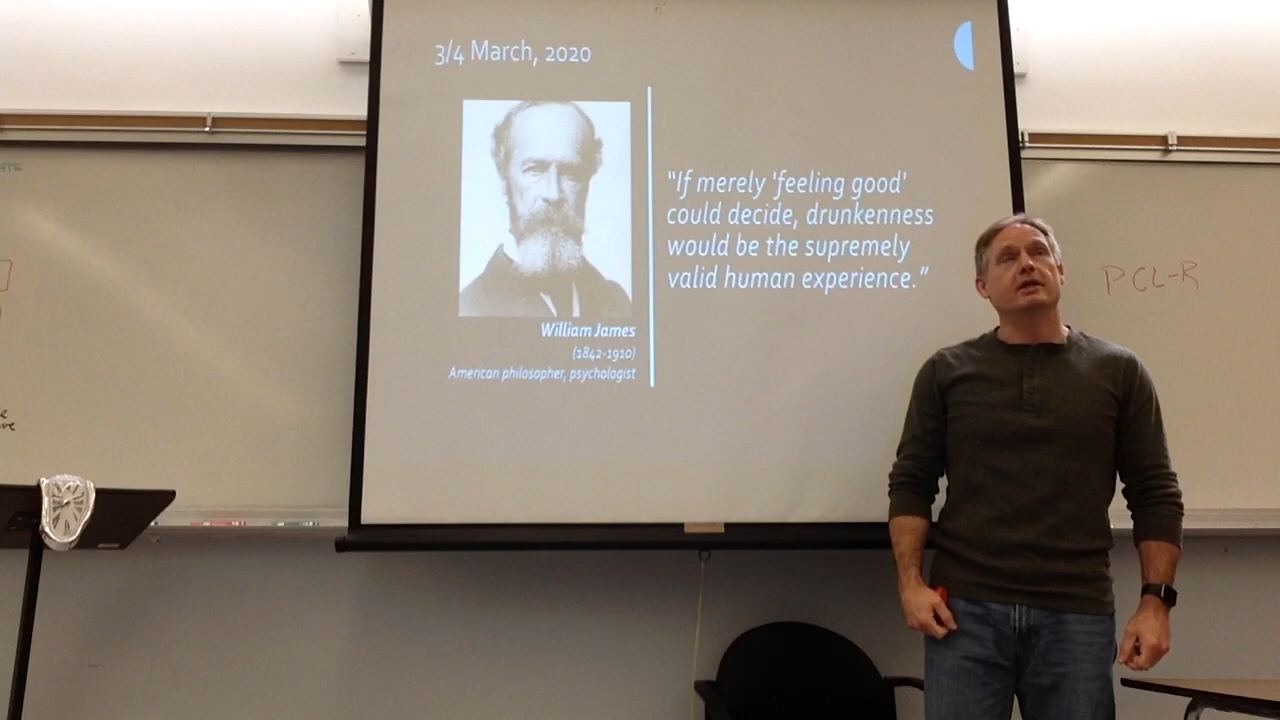 3/4 March, 2020
"If merely 'feeling good'
could decide, drunkenness
would be the supremely
valid human experience."
William James
(1842-1910)
American philosopher, psychologist
PCL-R